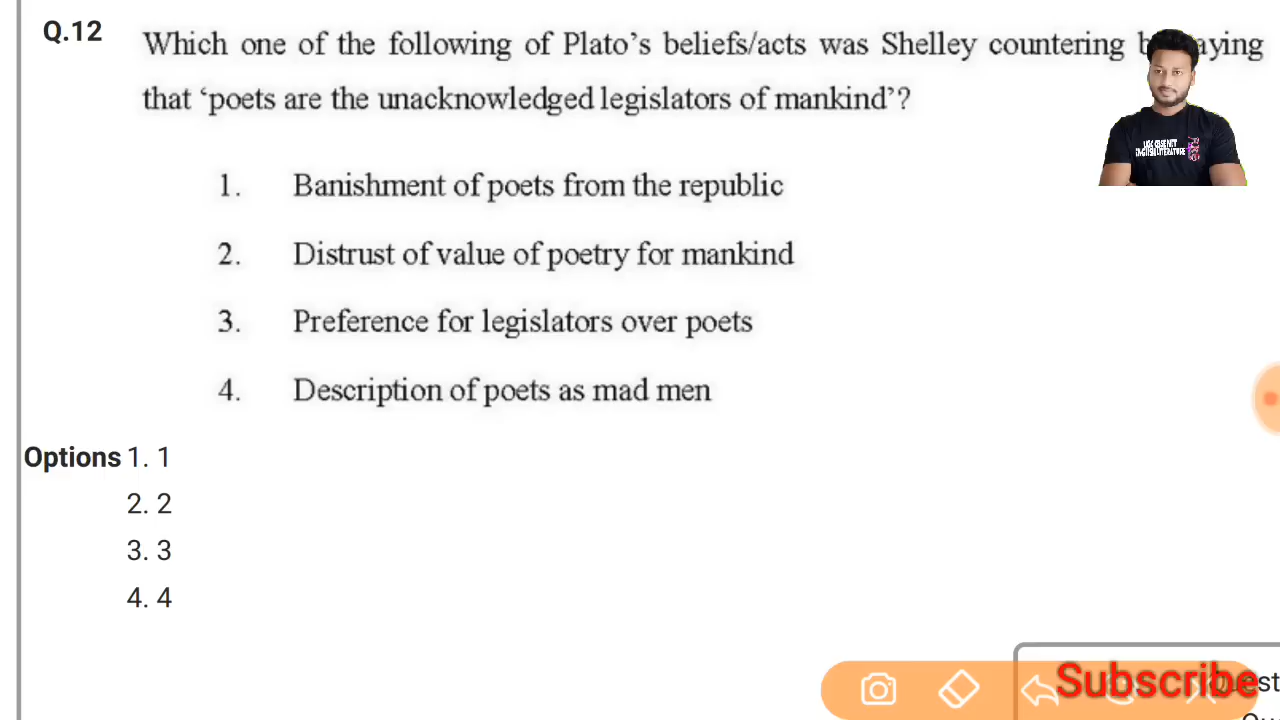 Q.12
Which one of the following of Plato's beliefs/acts was Shelley countering
that ‘poets are the unacknowledged legislators of mankind’?
1. Banishment of poets from the republic
2. Distrust of value of poetry for mankind
3. Preference for legislators over poets
4. Description of poets as mad men
Options 1. 1
2. 2
3. 3
4. 4
Subscribe